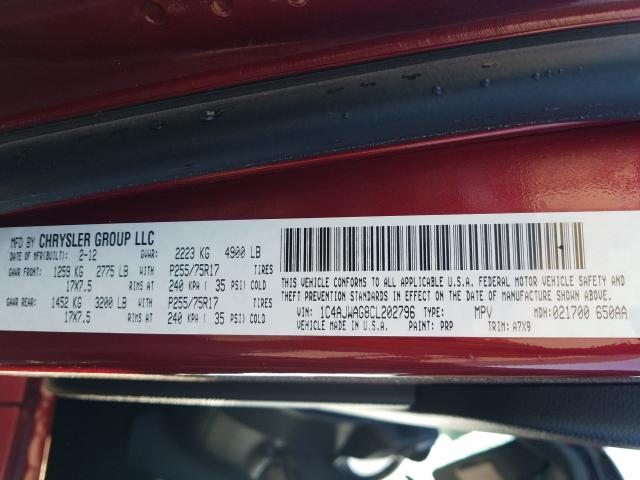 MFD BY CHRYSLER GROUP LLC
DATE OF MFR(BUILT): 2-12 GVWR: 2223 KG 4900 LB
GAWR FRONT: 1259 KG 2775 LB WITH P255/75R17 TIRES
17X7.5 RIMS AT 240 KPA ( 35 PSI) COLD
GAWR REAR: 1452 KG 3200 LB WITH P255/75R17 TIRES
17X7.5 RIMS AT 240 KPA ( 35 PSI) COLD
THIS VEHICLE CONFORMS TO ALL APPLICABLE U.S.A. FEDERAL MOTOR VEHICLE SAFETY AND
THEFT PREVENTION STANDARDS IN EFFECT ON THE DATE OF MANUFACTURE SHOWN ABOVE.
VIN: 1C4AJWAG8CL202796 TYPE: MPV MDH: 021700 650AA
VEHICLE MADE IN U.S.A. PAINT: PRP TRIM: A7X9